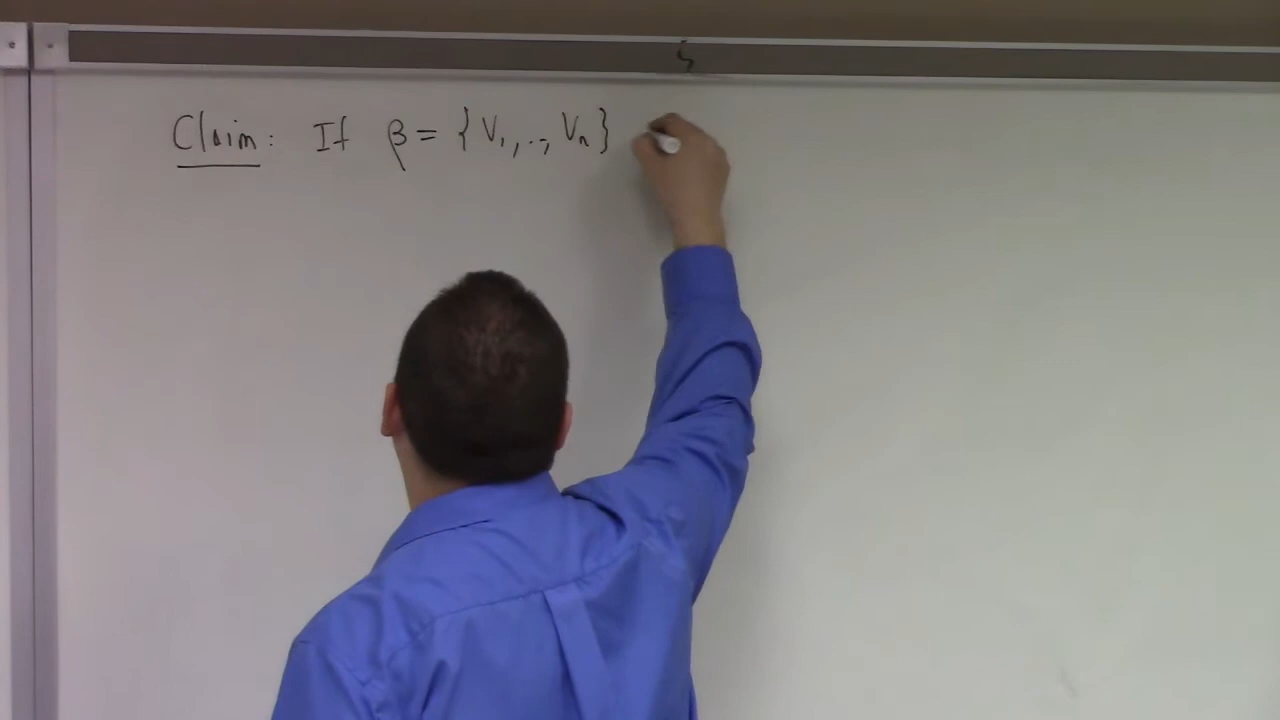 Claim: If β = {V₁, .., Vₙ}